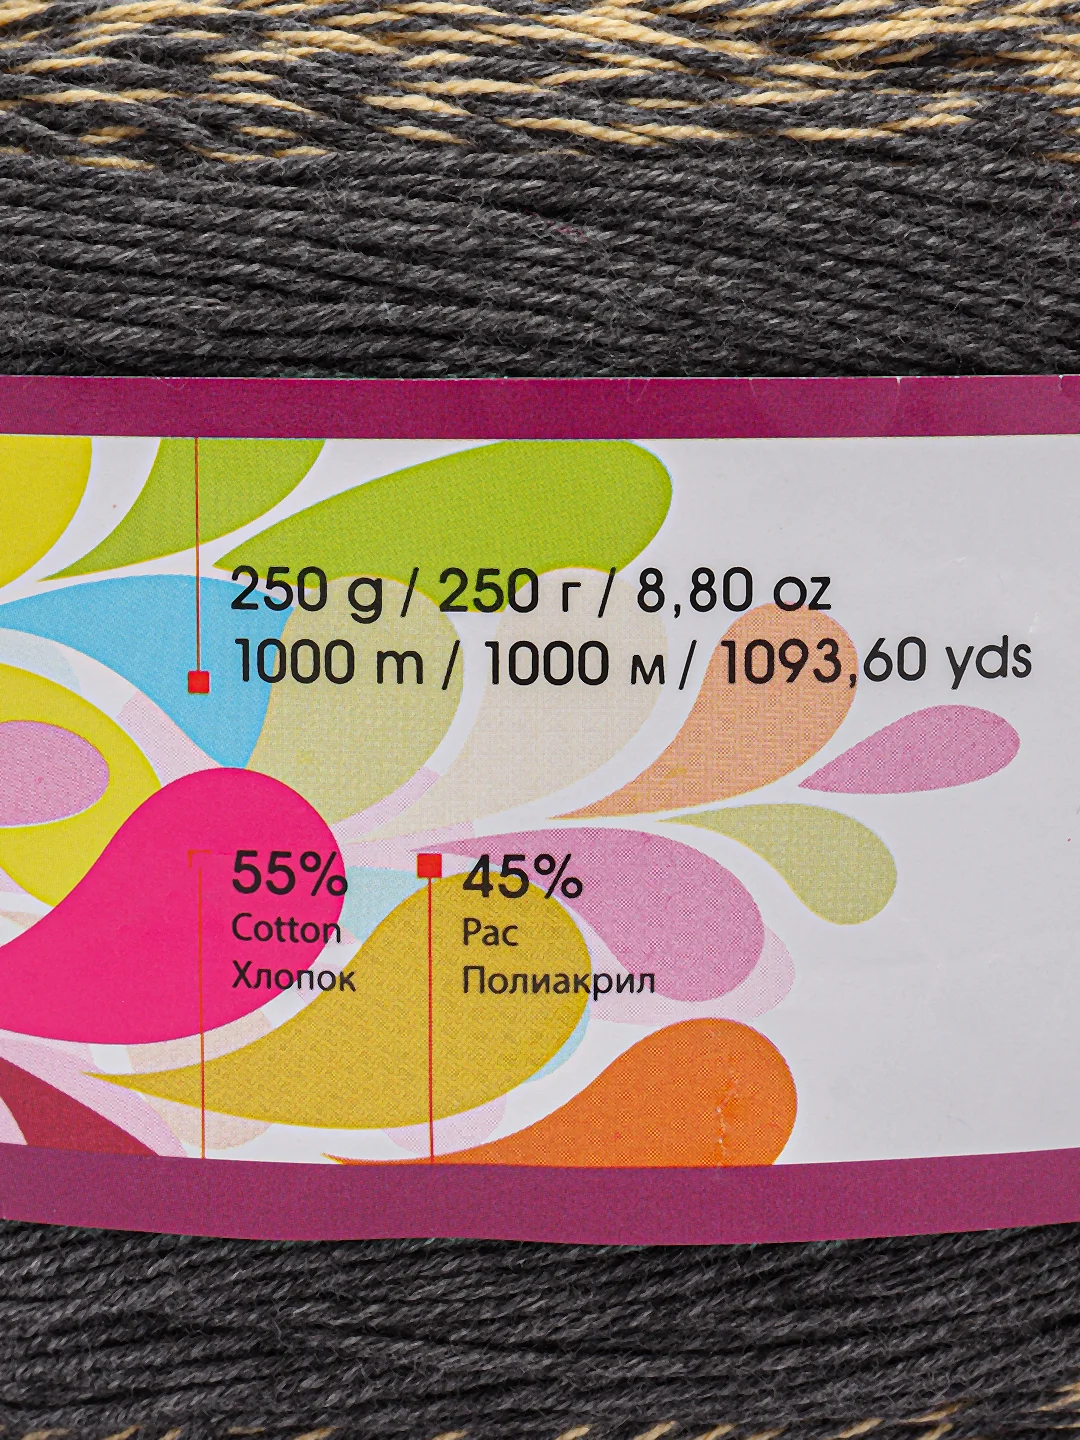 250 g / 250 г / 8,80 oz
1000 m / 1000 м / 1093,60 yds
55% 45%
Cotton Pac
Хлопок Полиакрил